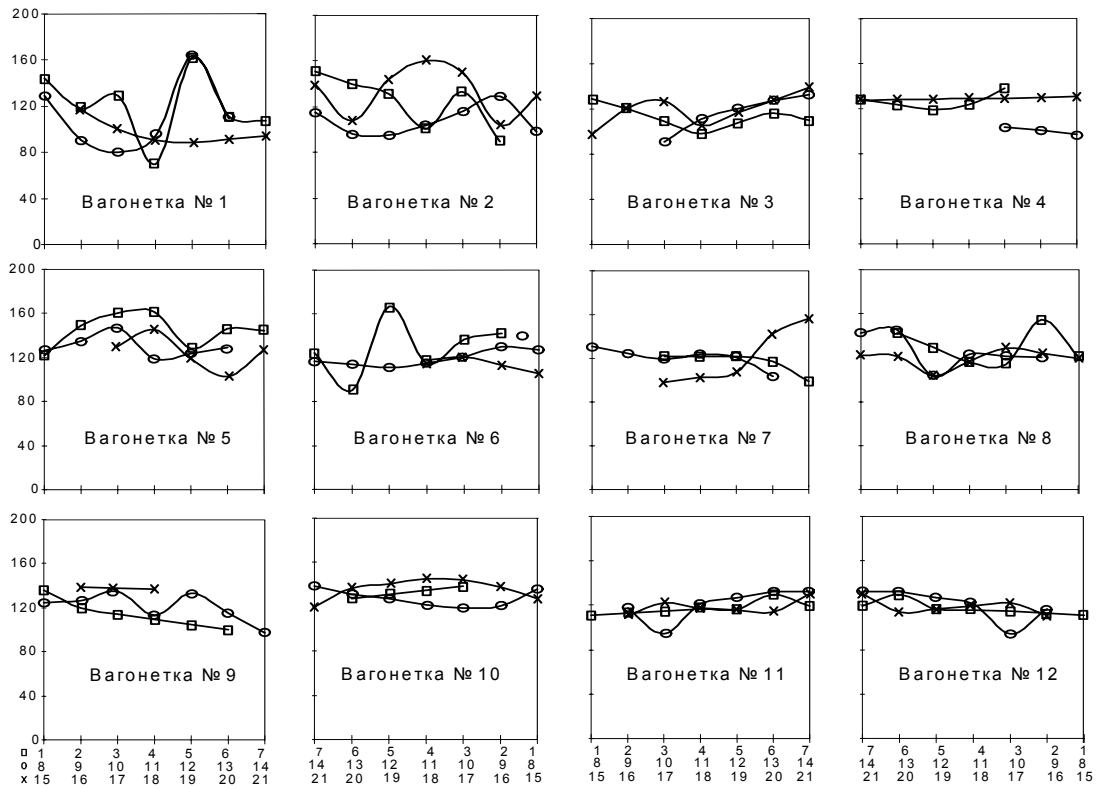 200
160
120
80
40
0
Вагонетка № 1
Вагонетка № 2
Вагонетка № 3
Вагонетка № 4
200
160
120
80
40
0
Вагонетка № 5
Вагонетка № 6
Вагонетка № 7
Вагонетка № 8
200
160
120
80
40
0
Вагонетка № 9
Вагонетка № 10
Вагонетка № 11
Вагонетка № 12
1 2 3 4 5 6 7
8 9 10 11 12 13 14
15 16 17 18 19 20 21
7 6 5 4 3 2 1
14 13 12 11 10 9 8
21 20 19 18 17 16 15
1 2 3 4 5 6 7
8 9 10 11 12 13 14
15 16 17 18 19 20 21
7 6 5 4 3 2 1
14 13 12 11 10 9 8
21 20 19 18 17 16 15